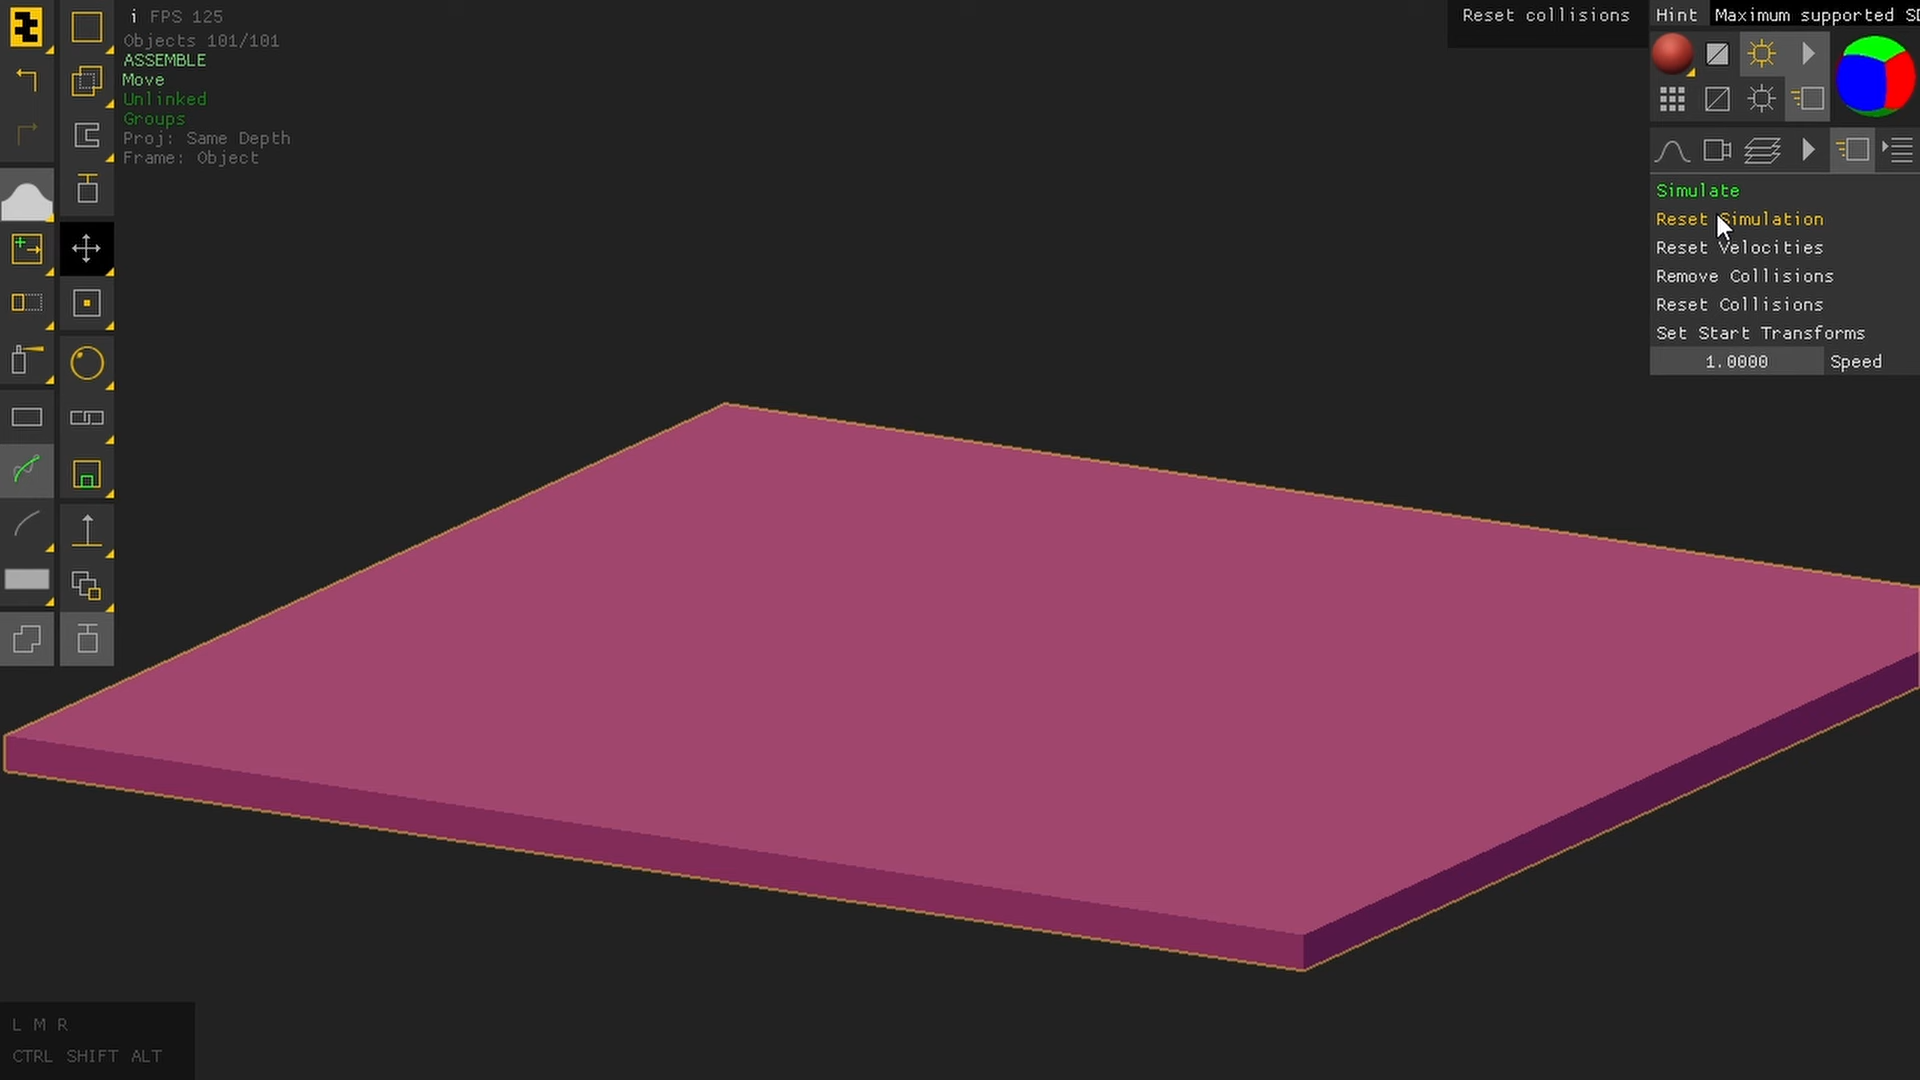 i FPS 125
Objects 101/101
ASSEMBLE
Move
Unlinked
Groups
Proj: Same Depth
Frame: Object
Reset collisions
Hint Maximum supported SD
Simulate
Reset Simulation
Reset Velocities
Remove Collisions
Reset Collisions
Set Start Transforms
1.0000 Speed
L M R
CTRL SHIFT ALT